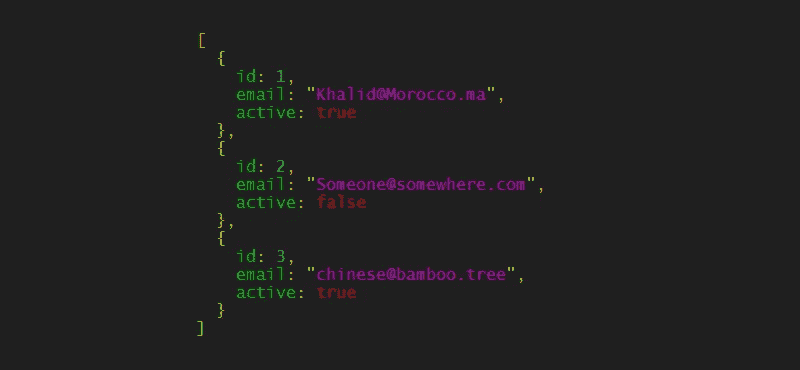 [
  {
    id: 1,
    email: "Khalid@Morocco.ma",
    active: true
  },
  {
    id: 2,
    email: "Someone@somewhere.com",
    active: false
  },
  {
    id: 3,
    email: "chinese@bamboo.tree",
    active: true
  }
]